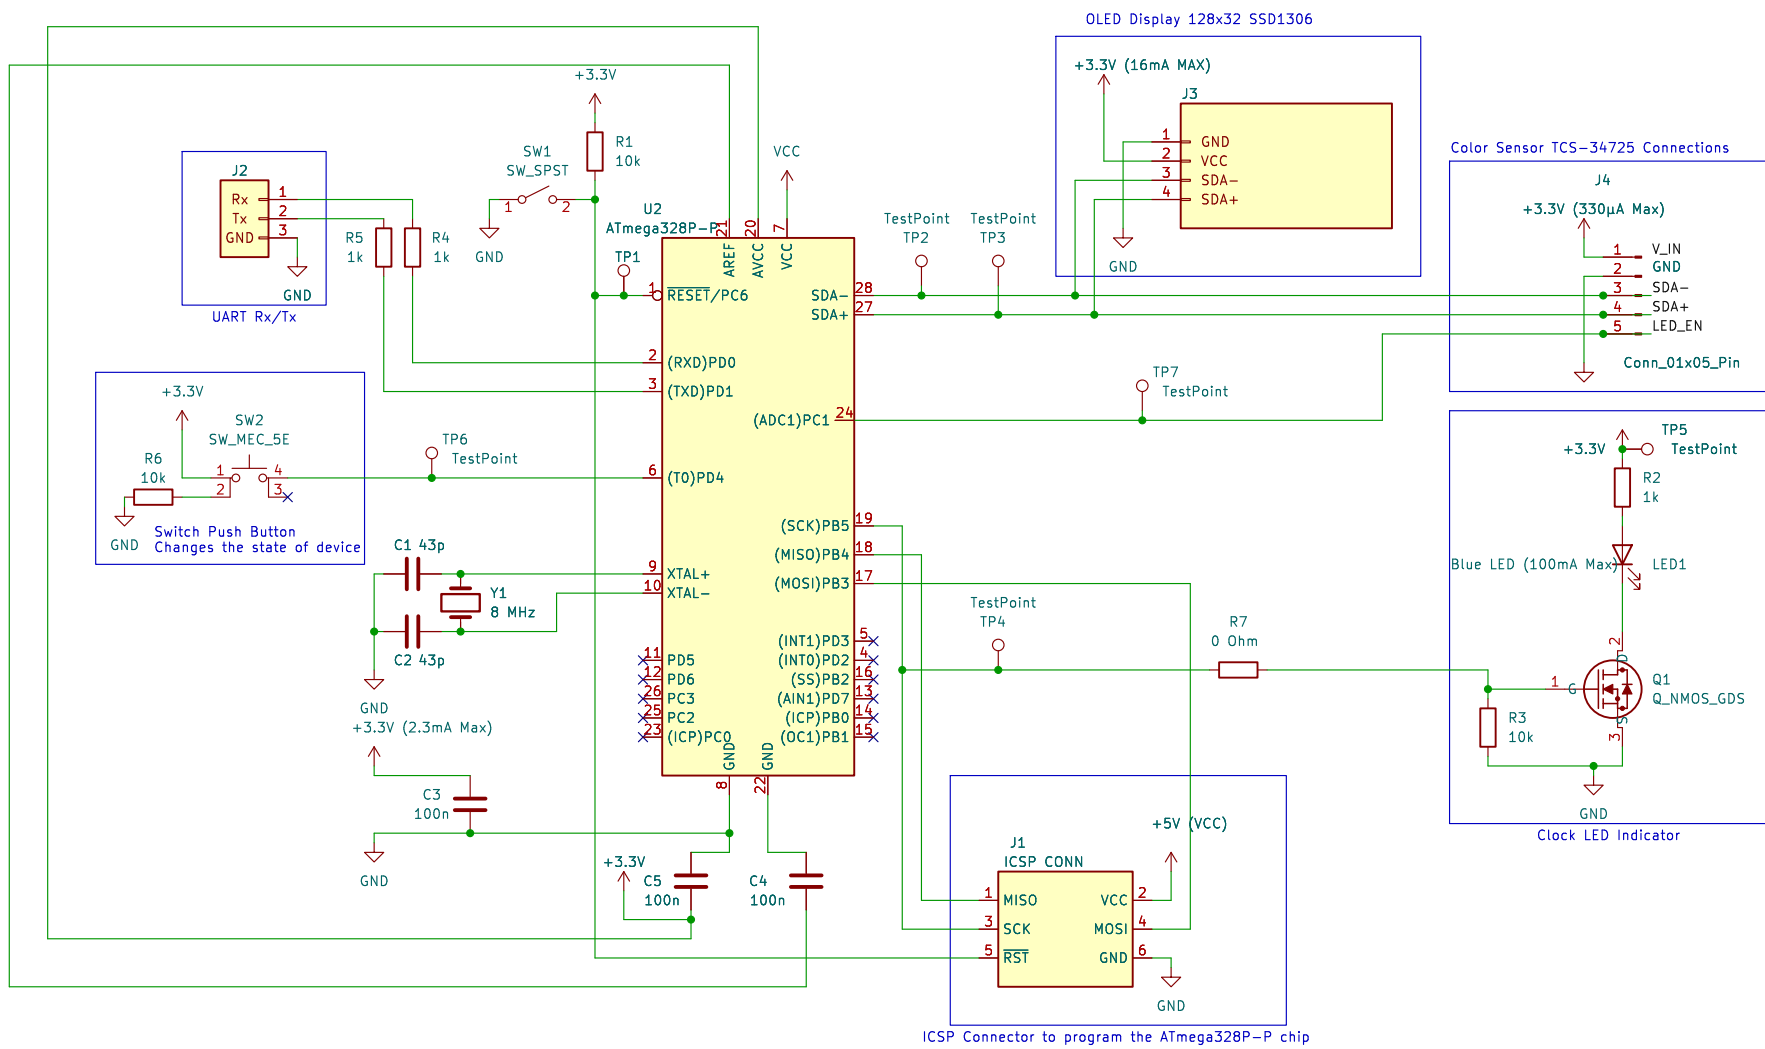 OLED Display 128x32 SSD1306
+3.3V (16mA MAX)
J3
1 GND
2 VCC
3 SDA-
4 SDA+
GND
Color Sensor TCS-34725 Connections
J4
+3.3V (330µA Max)
1 V_IN
2 GND
3 SDA-
4 SDA+
5 LED_EN
Conn_01x05_Pin
J2
Rx 1
Tx 2
GND 3
GND
UART Rx/Tx
R5
1k
R4
1k
+3.3V
R1
10k
SW1
SW_SPST
1 2
GND
VCC
U2
ATmega328P-P
TP1
21 20 7
AREF AVCC VCC
1 RESET/PC6
2 (RXD)PD0
3 (TXD)PD1
6 (T0)PD4
9 XTAL+
10 XTAL-
11 PD5
12 PD6
26 PC3
25 PC2
23 (ICP)PC0
SDA- 28
SDA+ 27
(ADC1)PC1 24
(SCK)PB5 19
(MISO)PB4 18
(MOSI)PB3 17
(INT1)PD3 5
(INT0)PD2 4
(SS)PB2 16
(AIN1)PD7 13
(ICP)PB0 14
(OC1)PB1 15
GND GND
8 22
TestPoint
TP2
TestPoint
TP3
TP7
TestPoint
+3.3V
SW2
SW_MEC_5E
R6
10k
1 4
2 3
GND
Switch Push Button
Changes the state of device
TP6
TestPoint
C1 43p
Y1
8 MHz
C2 43p
GND
+3.3V (2.3mA Max)
C3
100n
GND
+3.3V
C5
100n
C4
100n
TestPoint
TP4
R7
0 Ohm
TP5
+3.3V
TestPoint
R2
1k
Blue LED (100mA Max)
LED1
2
D
1 G
S
3
Q1
Q_NMOS_GDS
R3
10k
GND
Clock LED Indicator
+5V (VCC)
J1
ICSP CONN
1 MISO VCC 2
3 SCK MOSI 4
5 RST GND 6
GND
ICSP Connector to program the ATmega328P-P chip